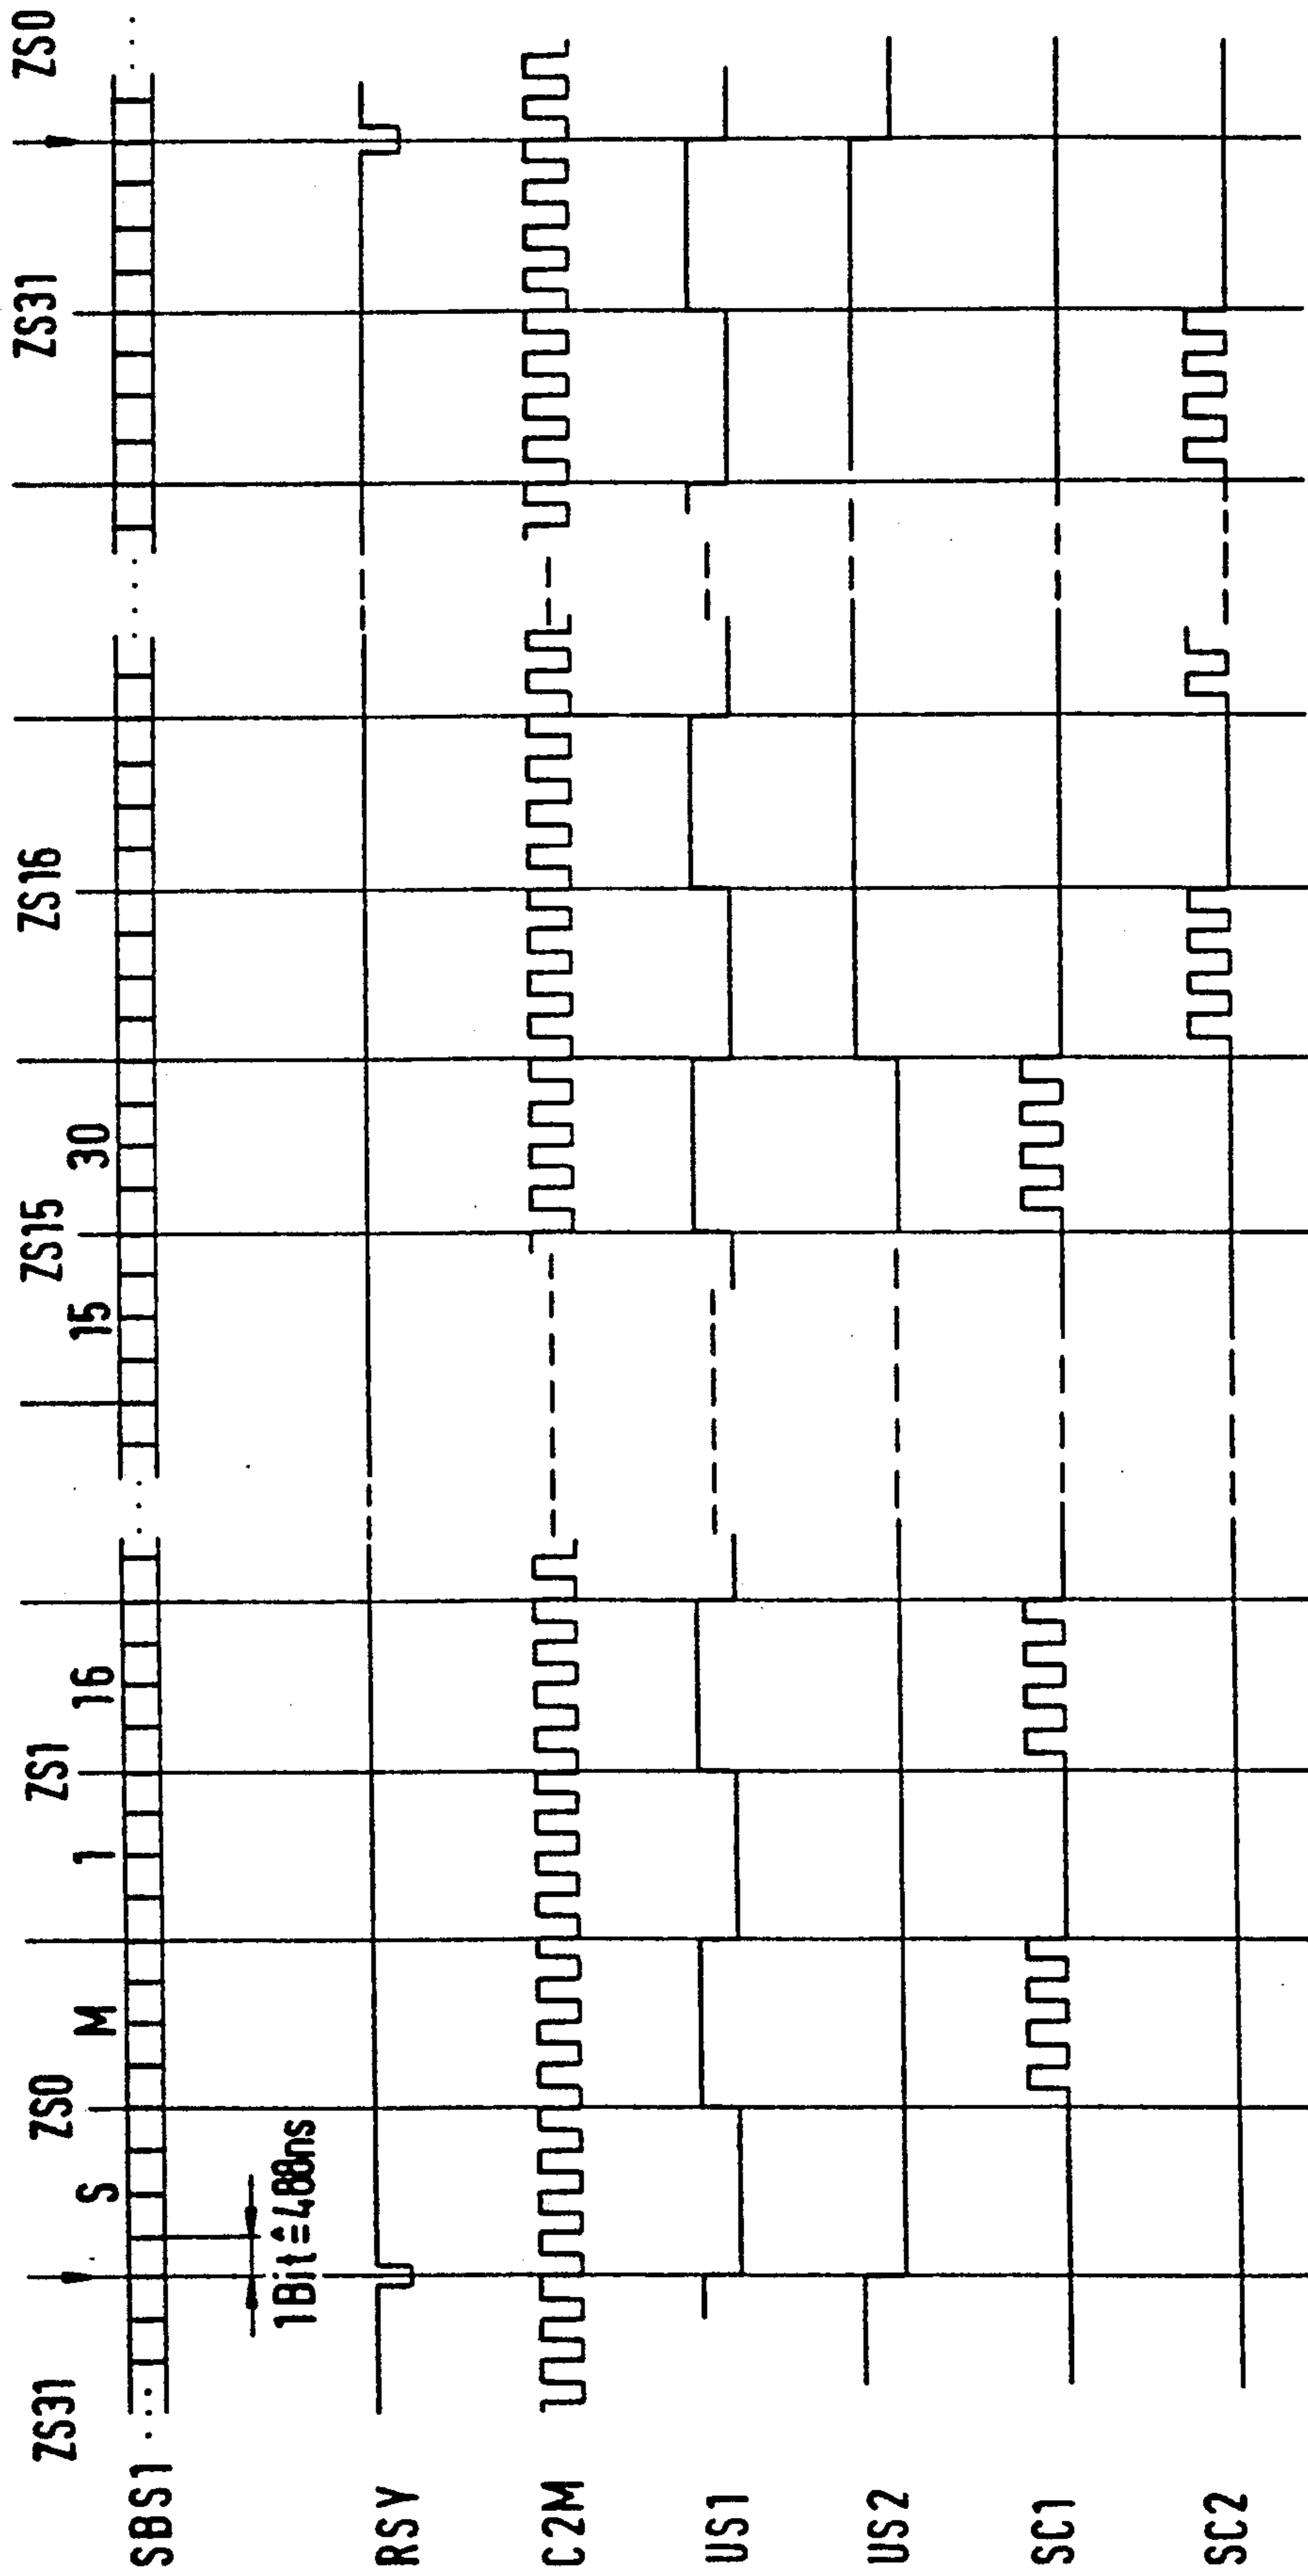 ZS31 ZS0 ZS1 ZS15 ZS16 ZS31 ZS0
S M 1 16 15 30
SBS1
1Bit≙488ns
RSY
C2M
US1
US2
SC1
SC2